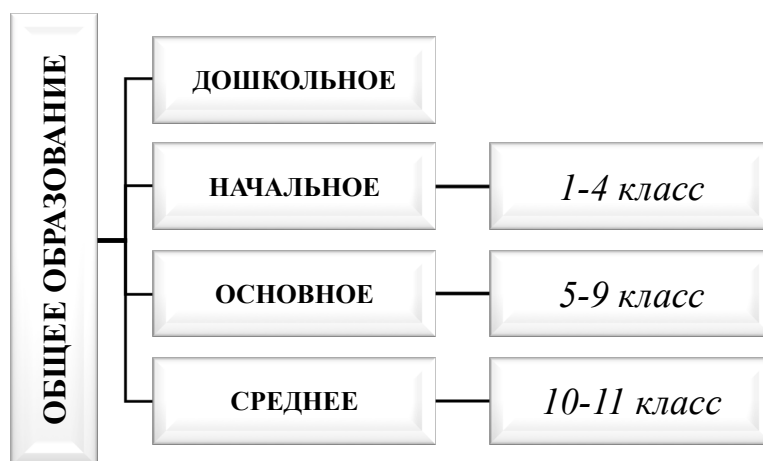 ОБЩЕЕ ОБРАЗОВАНИЕ
ДОШКОЛЬНОЕ
НАЧАЛЬНОЕ
1-4 класс
ОСНОВНОЕ
5-9 класс
СРЕДНЕЕ
10-11 класс